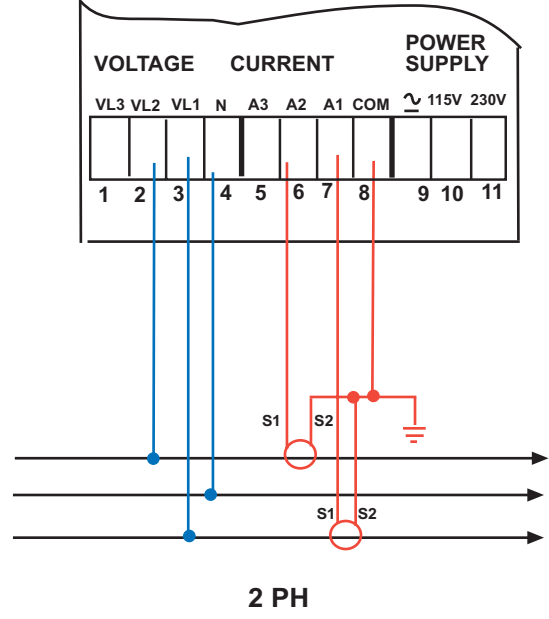 POWER
VOLTAGE CURRENT SUPPLY
VL3 VL2 VL1 N A3 A2 A1 COM 115V 230V
1 2 3 4 5 6 7 8 9 10 11
S1 S2
S1 S2
2 PH